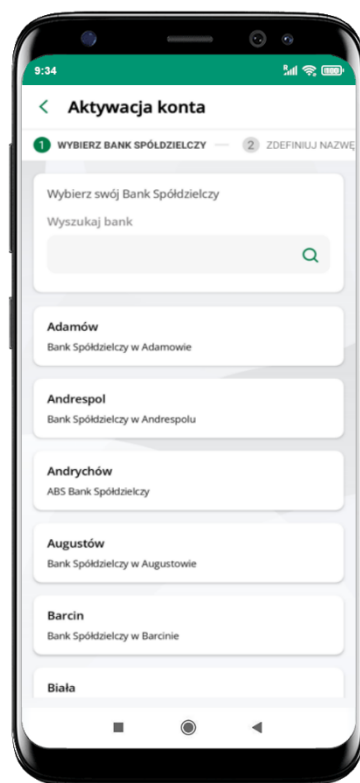 9:34
Aktywacja konta
1 WYBIERZ BANK SPÓŁDZIELCZY 2 ZDEFINIUJ NAZWĘ
Wybierz swój Bank Spółdzielczy
Wyszukaj bank
Adamów
Bank Spółdzielczy w Adamowie
Andrespol
Bank Spółdzielczy w Andrespolu
Andrychów
ABS Bank Spółdzielczy
Augustów
Bank Spółdzielczy w Augustowie
Barcin
Bank Spółdzielczy w Barcinie
Biała